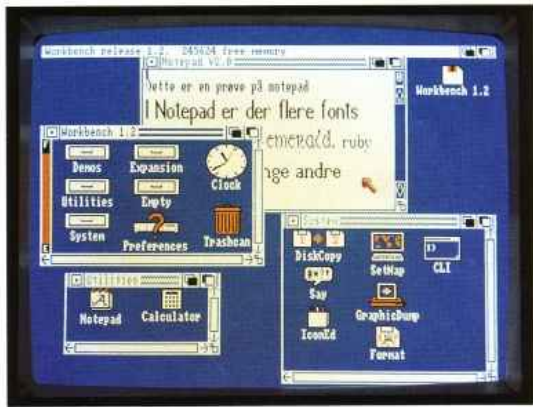 Workbench release 1.2. 245624 free memory
Notepad V2.0
Dette er en prøve på notepad
I Notepad er der flere fonts
emerald, ruby
nge andre
Workbench 1.2
Workbench 1.2
Demos
Expansion
Clock
Utilities
Empty
System
Preferences
Trashcan
Utilities
Notepad
Calculator
System
DiskCopy
SetMap
CLI
Say
GraphicDump
IconEd
Format